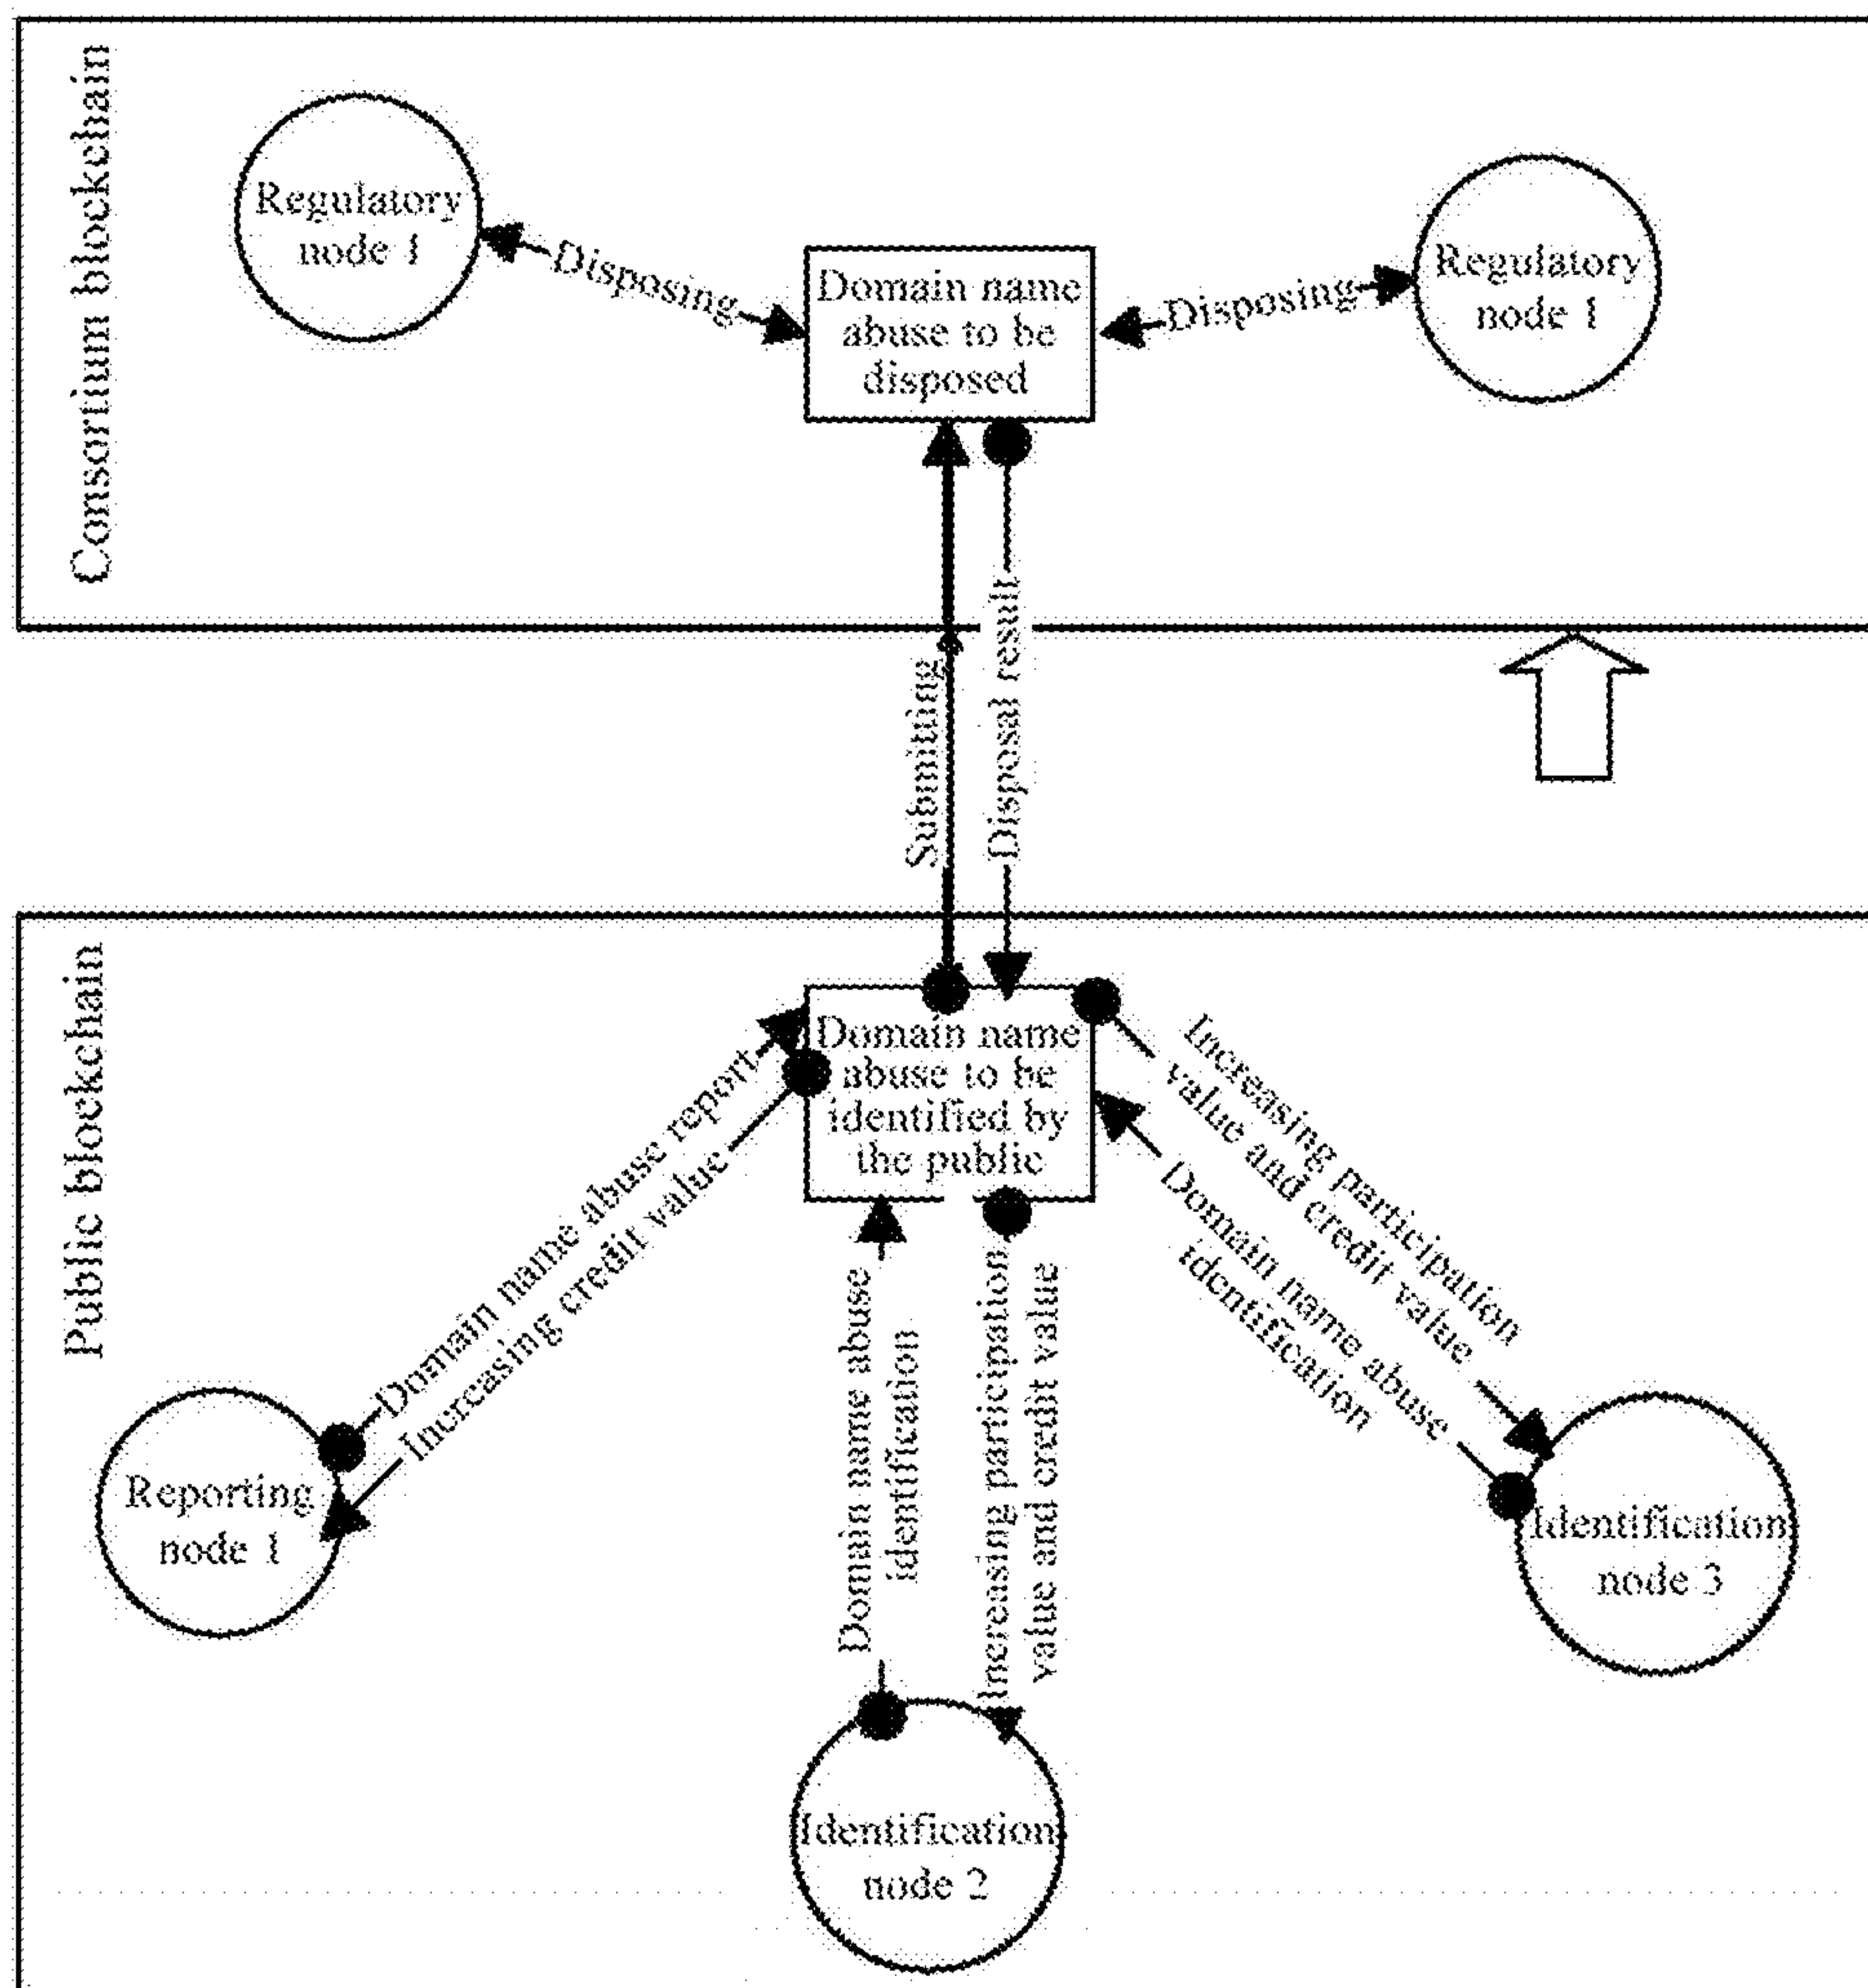 Consortium blockchain
Regulatory
node 1
Disposing
Domain name
abuse to be
disposed
Disposing
Regulatory
node 1
Submitting
Disposal result
Public blockchain
Domain name
abuse to be
identified by
the public
Domain name abuse report
Increasing credit value
Domain name abuse
identification
Increasing participation
value and credit value
Increasing participation
value and credit value
Domain name abuse
identification
Reporting
node 1
Identification
node 2
Identification
node 3